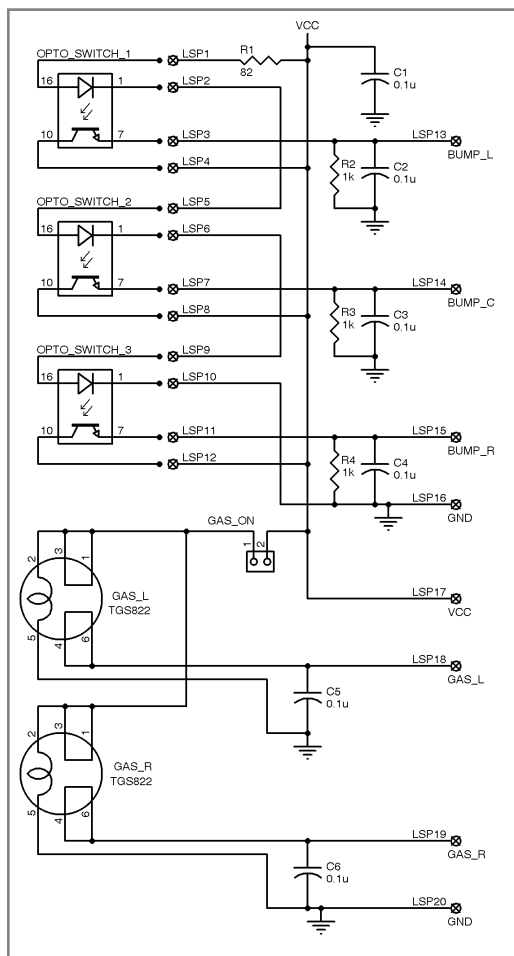 VCC
OPTO_SWITCH_1
LSP1
R1
82
16
1
LSP2
C1
0.1u
10
7
LSP3
LSP13
BUMP_L
LSP4
R2
1k
C2
0.1u
OPTO_SWITCH_2
LSP5
16
1
LSP6
10
7
LSP7
LSP14
BUMP_C
LSP8
R3
1k
C3
0.1u
OPTO_SWITCH_3
LSP9
16
1
LSP10
10
7
LSP11
LSP15
BUMP_R
LSP12
R4
1k
C4
0.1u
LSP16
GND
GAS_ON
1
2
2
3
1
GAS_L
TGS822
LSP17
VCC
5
4
6
LSP18
GAS_L
C5
0.1u
2
3
1
GAS_R
TGS822
5
4
6
LSP19
GAS_R
C6
0.1u
LSP20
GND